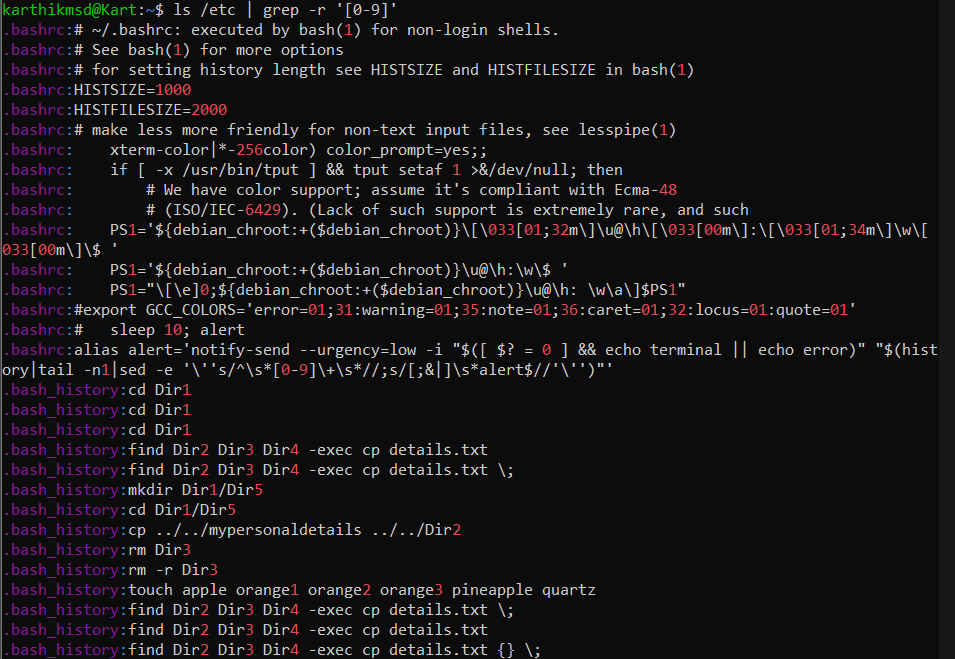 karthikmsd@Kart:~$ ls /etc | grep -r '[0-9]'
.bashrc:# ~/.bashrc: executed by bash(1) for non-login shells.
.bashrc:# See bash(1) for more options
.bashrc:# for setting history length see HISTSIZE and HISTFILESIZE in bash(1)
.bashrc:HISTSIZE=1000
.bashrc:HISTFILESIZE=2000
.bashrc:# make less more friendly for non-text input files, see lesspipe(1)
.bashrc:    xterm-color|*-256color) color_prompt=yes;;
.bashrc:    if [ -x /usr/bin/tput ] && tput setaf 1 >&/dev/null; then
.bashrc:        # We have color support; assume it's compliant with Ecma-48
.bashrc:        # (ISO/IEC-6429). (Lack of such support is extremely rare, and such
.bashrc:    PS1='${debian_chroot:+($debian_chroot)}\[\033[01;32m\]\u@\h\[\033[00m\]:\[\033[01;34m\]\w\[
033[00m\]\$ '
.bashrc:    PS1='${debian_chroot:+($debian_chroot)}\u@\h:\w\$ '
.bashrc:    PS1="\[\e]0;${debian_chroot:+($debian_chroot)}\u@\h: \w\a\]$PS1"
.bashrc:#export GCC_COLORS='error=01;31:warning=01;35:note=01;36:caret=01;32:locus=01:quote=01'
.bashrc:#   sleep 10; alert
.bashrc:alias alert='notify-send --urgency=low -i "$([ $? = 0 ] && echo terminal || echo error)" "$(hist
ory|tail -n1|sed -e '\''s/^\s*[0-9]\+\s*//;s/[;&|]\s*alert$//'\'')"'
.bash_history:cd Dir1
.bash_history:cd Dir1
.bash_history:cd Dir1
.bash_history:find Dir2 Dir3 Dir4 -exec cp details.txt
.bash_history:find Dir2 Dir3 Dir4 -exec cp details.txt \;
.bash_history:mkdir Dir1/Dir5
.bash_history:cd Dir1/Dir5
.bash_history:cp ../../mypersonaldetails ../../Dir2
.bash_history:rm Dir3
.bash_history:rm -r Dir3
.bash_history:touch apple orange1 orange2 orange3 pineapple quartz
.bash_history:find Dir2 Dir3 Dir4 -exec cp details.txt \;
.bash_history:find Dir2 Dir3 Dir4 -exec cp details.txt
.bash_history:find Dir2 Dir3 Dir4 -exec cp details.txt {} \;